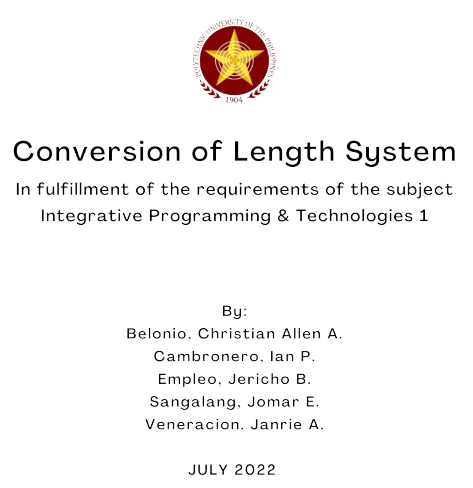 POLYTECHNIC UNIVERSITY OF THE PHILIPPINES
1904
Conversion of Length System
In fulfillment of the requirements of the subject
Integrative Programming & Technologies 1
By:
Belonio, Christian Allen A.
Cambronero, Ian P.
Empleo, Jericho B.
Sangalang, Jomar E.
Veneracion. Janrie A.
JULY 2022